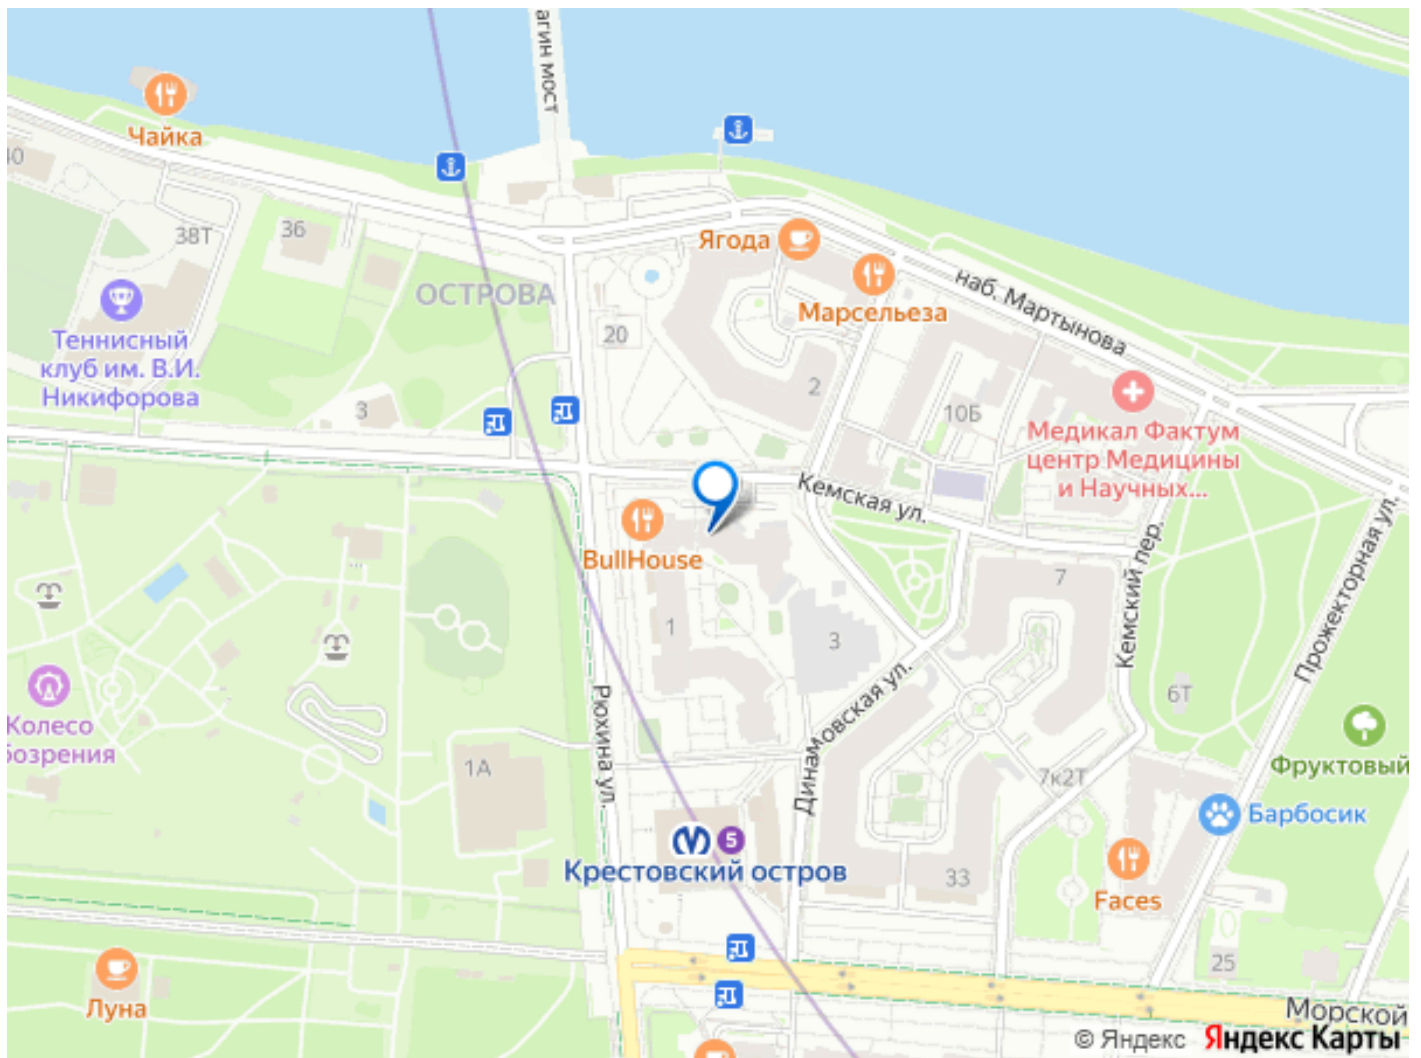 агин мост
Чайка
40
38Т
36
Ягода
наб. Мартынова
ОСТРОВА
Марсельеза
Теннисный
клуб им. В.И.
Никифорова
20
2
3
10Б
Медикал Фактум
центр Медицины
и Научных...
Кемская ул.
BullHouse
7
Кемский пер.
Прожекторная ул.
1
3
Динамовская ул.
6Т
Колесо
бозрения
Рюхина ул.
1А
7к2Т
Фруктовый
Барбосик
5
Крестовский остров
33
Faces
25
Луна
Морской
© Яндекс Яндекс Карты